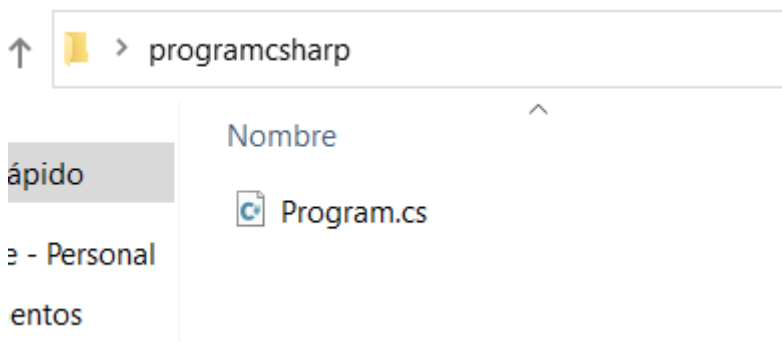 programcsharp
Nombre
ápido
Program.cs
e - Personal
entos